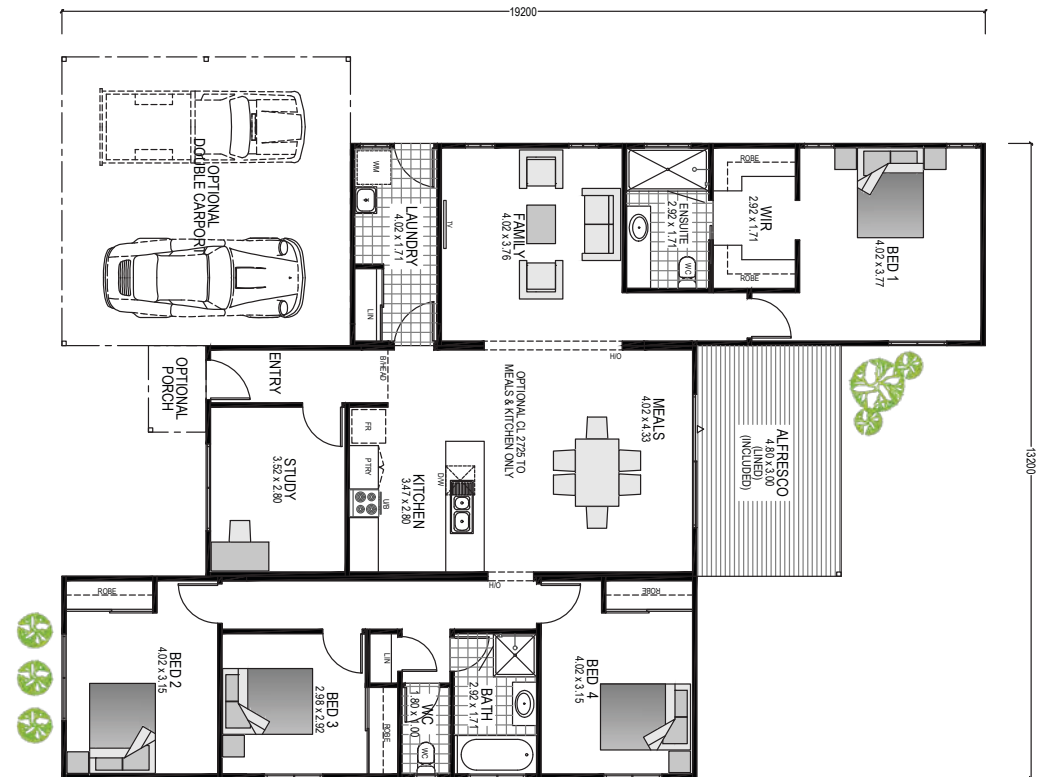 19200
13200
OPTIONAL
DOUBLE CARPORT
WM
LAUNDRY
4.02 x 1.71
LIN
TV
FAMILY
4.02 x 3.76
ENSUITE
2.92 x 1.71
WC
ROBE
WIR
2.92 x 1.71
ROBE
BED 1
4.02 x 3.77
H/O
OPTIONAL
PORCH
ENTRY
B/HEAD
STUDY
3.52 x 2.80
FR
PTRY
U/B
KITCHEN
3.47 x 2.80
D/W
OPTIONAL CL 2725 TO
MEALS & KITCHEN ONLY
MEALS
4.02 x 4.33
ALFRESCO
4.80 x 3.00
(LINED)
(INCLUDED)
H/O
ROBE
BED 2
4.02 x 3.15
BED 3
2.98 x 2.92
ROBE
LIN
WC
1.80 x 1.00
WC
BATH
2.92 x 1.71
ROBE
BED 4
4.02 x 3.15